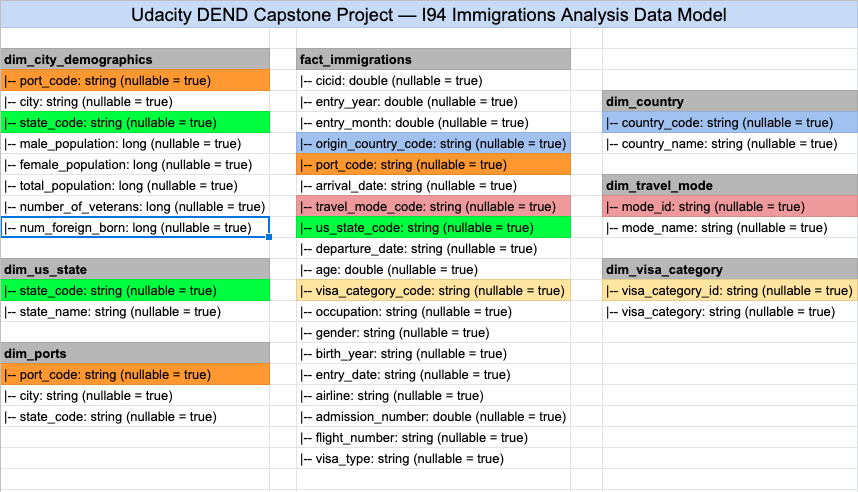 Udacity DEND Capstone Project — I94 Immigrations Analysis Data Model
dim_city_demographics
|-- port_code: string (nullable = true)
|-- city: string (nullable = true)
|-- state_code: string (nullable = true)
|-- male_population: long (nullable = true)
|-- female_population: long (nullable = true)
|-- total_population: long (nullable = true)
|-- number_of_veterans: long (nullable = true)
|-- num_foreign_born: long (nullable = true)
dim_us_state
|-- state_code: string (nullable = true)
|-- state_name: string (nullable = true)
dim_ports
|-- port_code: string (nullable = true)
|-- city: string (nullable = true)
|-- state_code: string (nullable = true)
fact_immigrations
|-- cicid: double (nullable = true)
|-- entry_year: double (nullable = true)
|-- entry_month: double (nullable = true)
|-- origin_country_code: string (nullable = true)
|-- port_code: string (nullable = true)
|-- arrival_date: string (nullable = true)
|-- travel_mode_code: string (nullable = true)
|-- us_state_code: string (nullable = true)
|-- departure_date: string (nullable = true)
|-- age: double (nullable = true)
|-- visa_category_code: string (nullable = true)
|-- occupation: string (nullable = true)
|-- gender: string (nullable = true)
|-- birth_year: string (nullable = true)
|-- entry_date: string (nullable = true)
|-- airline: string (nullable = true)
|-- admission_number: double (nullable = true)
|-- flight_number: string (nullable = true)
|-- visa_type: string (nullable = true)
dim_country
|-- country_code: string (nullable = true)
|-- country_name: string (nullable = true)
dim_travel_mode
|-- mode_id: string (nullable = true)
|-- mode_name: string (nullable = true)
dim_visa_category
|-- visa_category_id: string (nullable = true)
|-- visa_category: string (nullable = true)